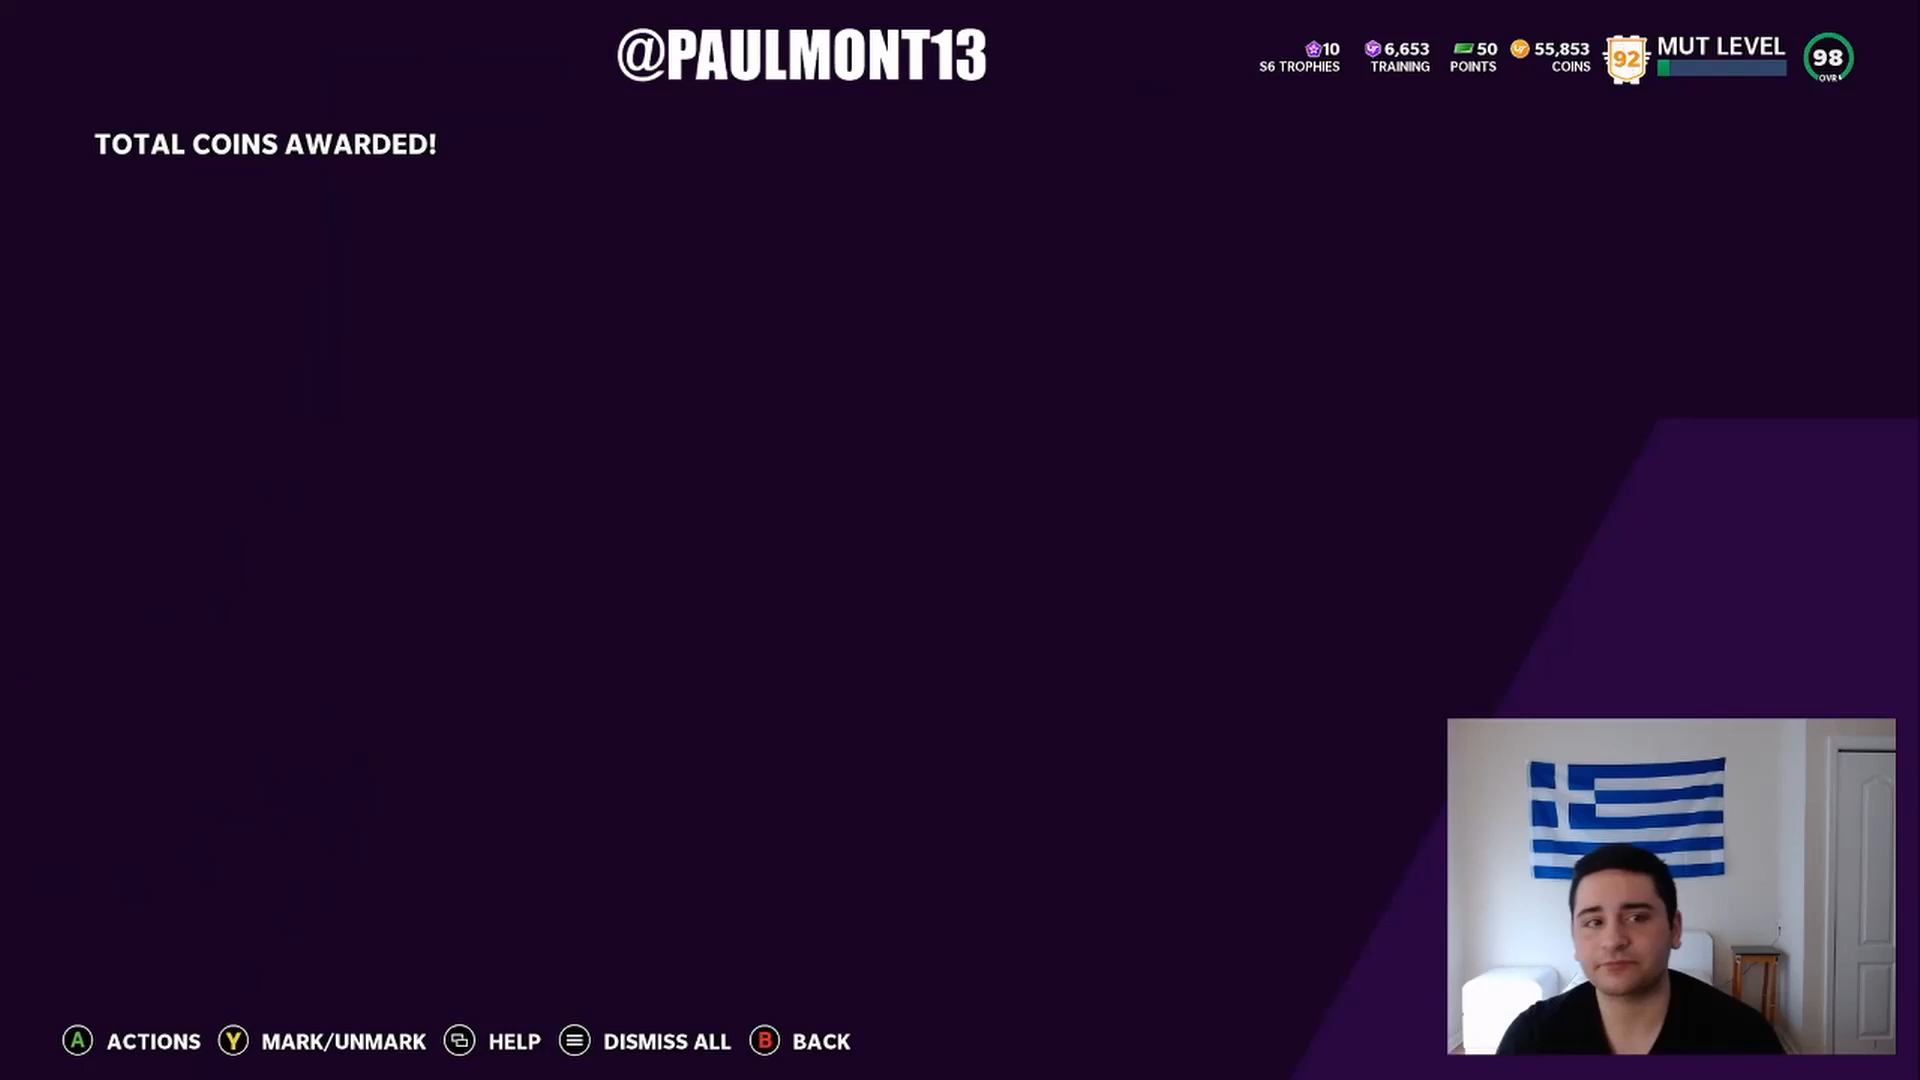 @PAULMONT13
10
S6 TROPHIES
6,653
TRAINING
50
POINTS
55,853
COINS
92
MUT LEVEL
98
OVR
TOTAL COINS AWARDED!
A ACTIONS
Y MARK/UNMARK
HELP
DISMISS ALL
B BACK